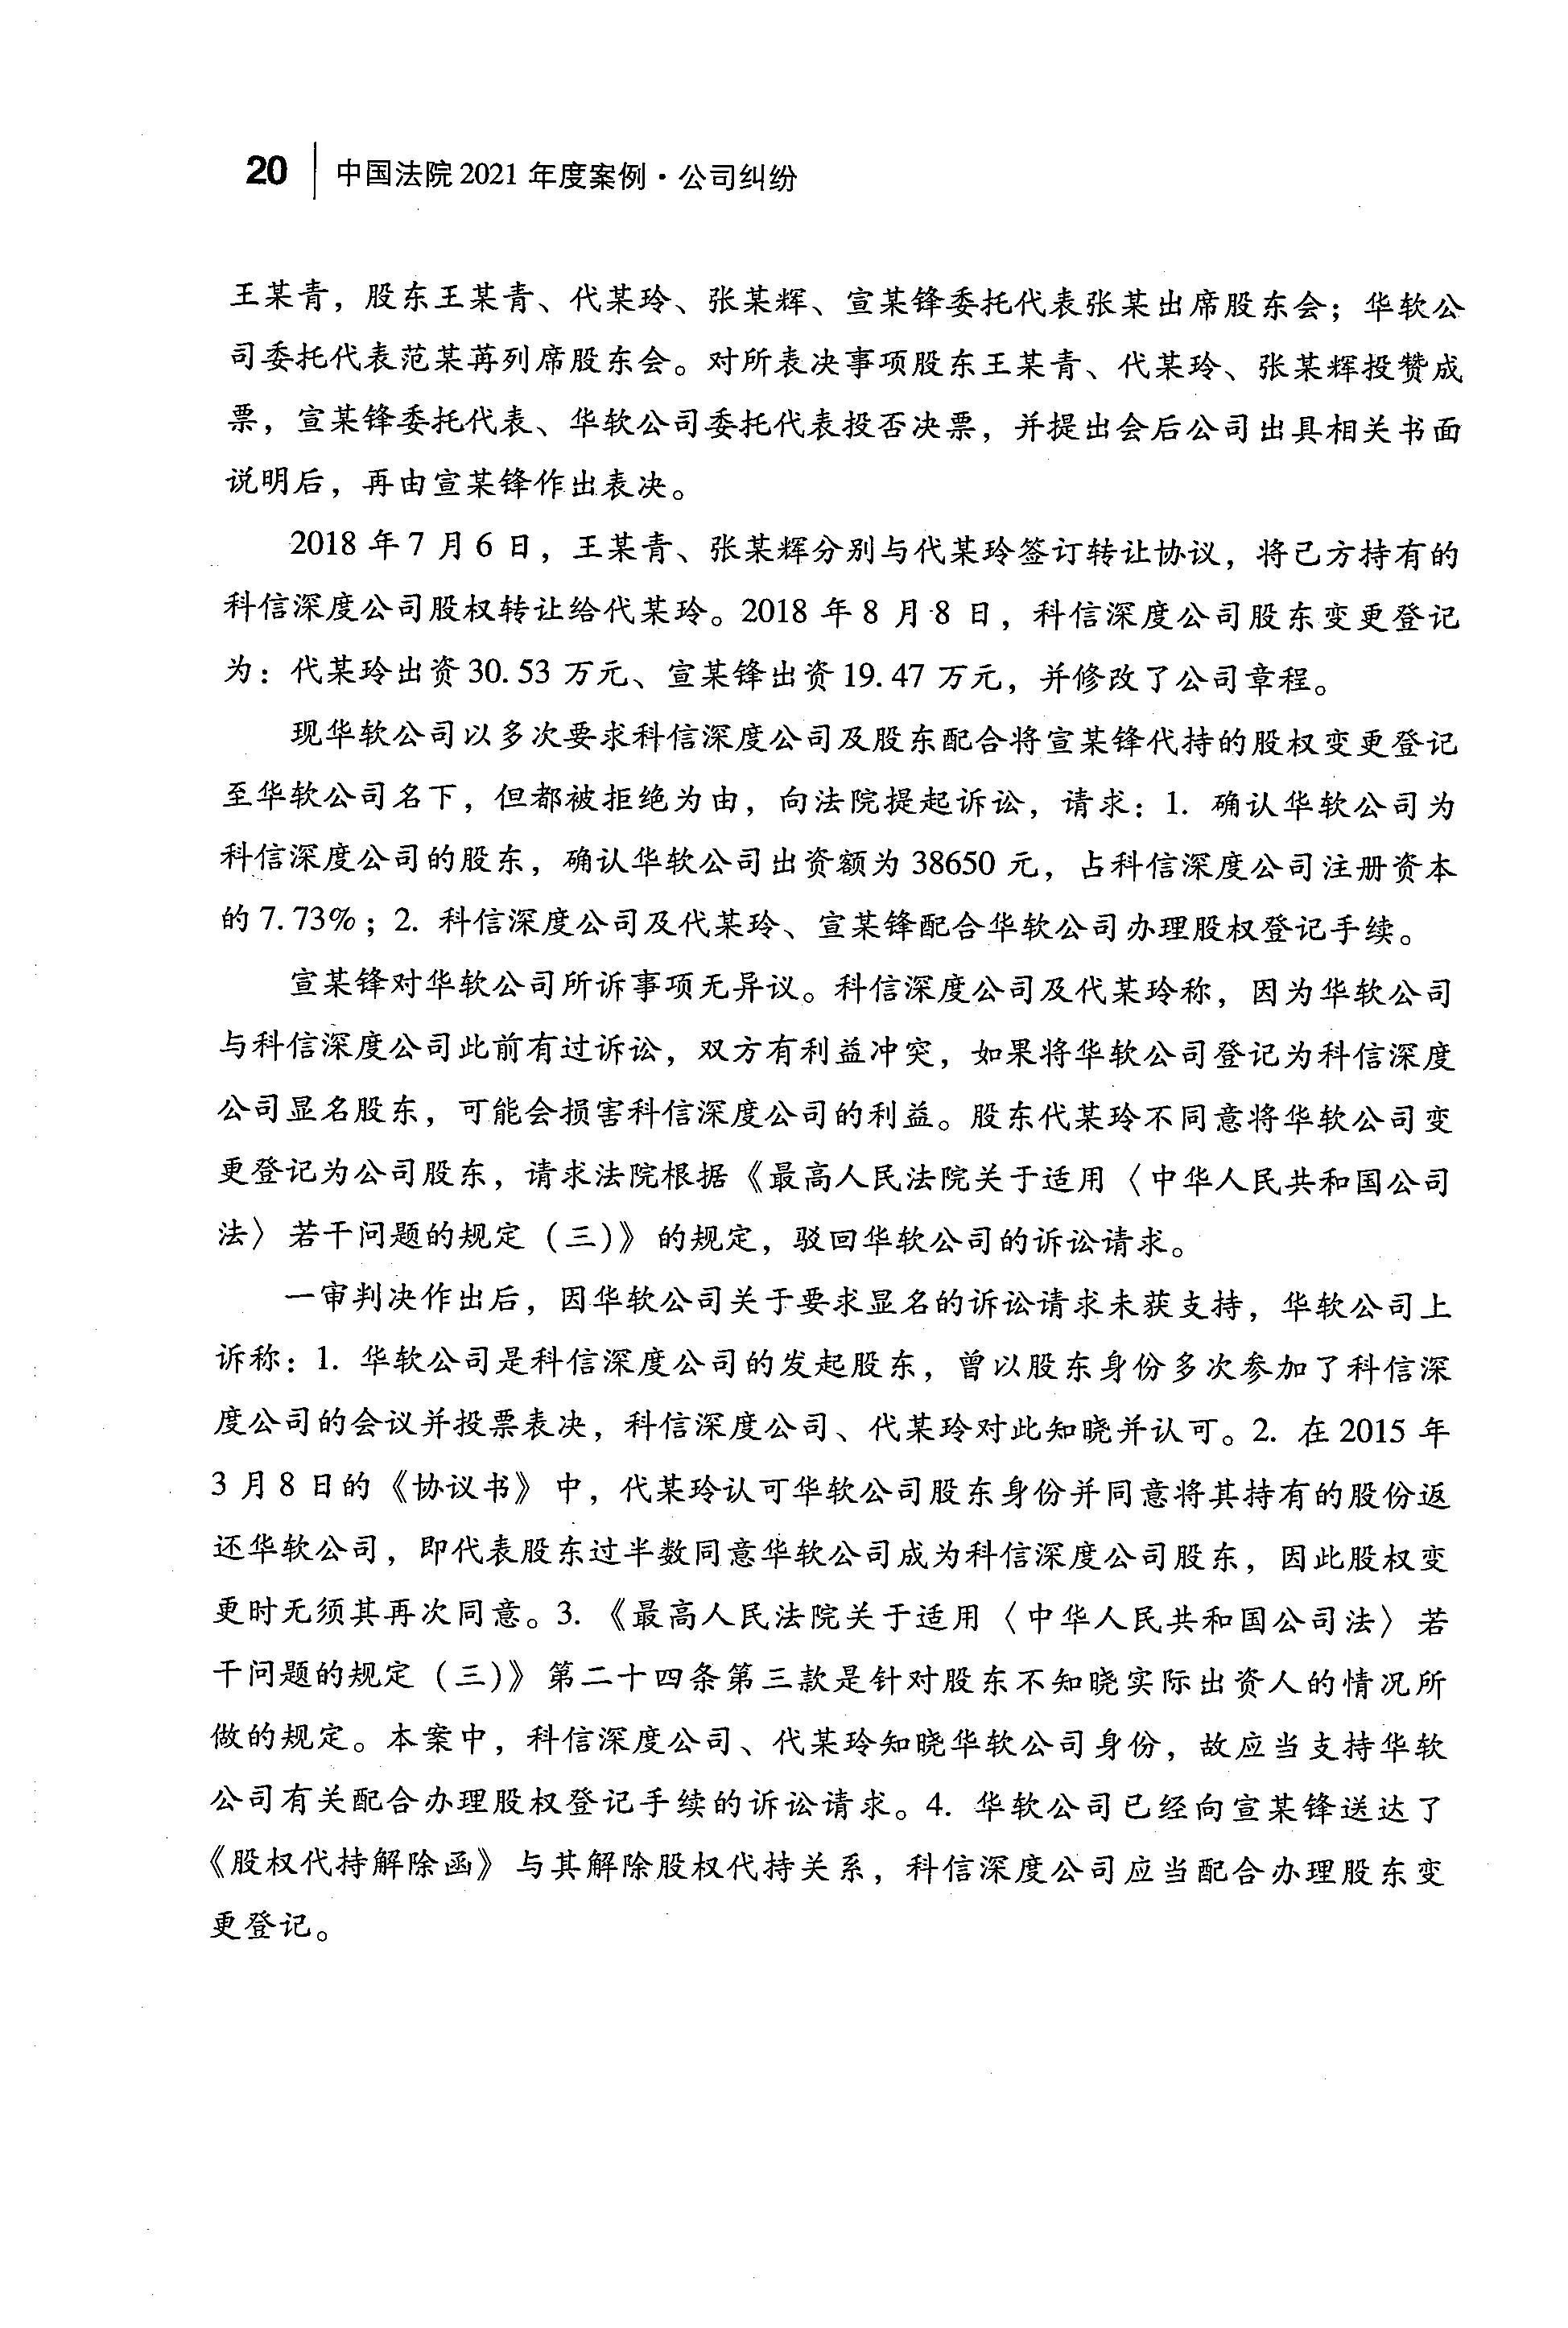 20 中国法院2021年度案例·公司纠纷
王某青，股东王某青、代某玲、张某辉、宣某锋委托代表张某出席股东会；华软公
司委托代表范某苒列席股东会。对所表决事项股东王某青、代某玲、张某辉投赞成
票，宣某锋委托代表、华软公司委托代表投否决票，并提出会后公司出具相关书面
说明后，再由宣某锋作出表决。
2018年7月6日，王某青、张某辉分别与代某玲签订转让协议，将己方持有的
科信深度公司股权转让给代某玲。2018年8月8日，科信深度公司股东变更登记
为：代某玲出资30.53万元、宣某锋出资19.47万元，并修改了公司章程。
现华软公司以多次要求科信深度公司及股东配合将宣某锋代持的股权变更登记
至华软公司名下，但都被拒绝为由，向法院提起诉讼，请求：1. 确认华软公司为
科信深度公司的股东，确认华软公司出资额为38650元，占科信深度公司注册资本
的7.73%；2. 科信深度公司及代某玲、宣某锋配合华软公司办理股权登记手续。
宣某锋对华软公司所诉事项无异议。科信深度公司及代某玲称，因为华软公司
与科信深度公司此前有过诉讼，双方有利益冲突，如果将华软公司登记为科信深度
公司显名股东，可能会损害科信深度公司的利益。股东代某玲不同意将华软公司变
更登记为公司股东，请求法院根据《最高人民法院关于适用〈中华人民共和国公司
法〉若干问题的规定（三）》的规定，驳回华软公司的诉讼请求。
一审判决作出后，因华软公司关于要求显名的诉讼请求未获支持，华软公司上
诉称：1. 华软公司是科信深度公司的发起股东，曾以股东身份多次参加了科信深
度公司的会议并投票表决，科信深度公司、代某玲对此知晓并认可。2. 在2015年
3月8日的《协议书》中，代某玲认可华软公司股东身份并同意将其持有的股份返
还华软公司，即代表股东过半数同意华软公司成为科信深度公司股东，因此股权变
更时无须其再次同意。3. 《最高人民法院关于适用〈中华人民共和国公司法〉若
干问题的规定（三）》第二十四条第三款是针对股东不知晓实际出资人的情况所
做的规定。本案中，科信深度公司、代某玲知晓华软公司身份，故应当支持华软
公司有关配合办理股权登记手续的诉讼请求。4. 华软公司已经向宣某锋送达了
《股权代持解除函》与其解除股权代持关系，科信深度公司应当配合办理股东变
更登记。